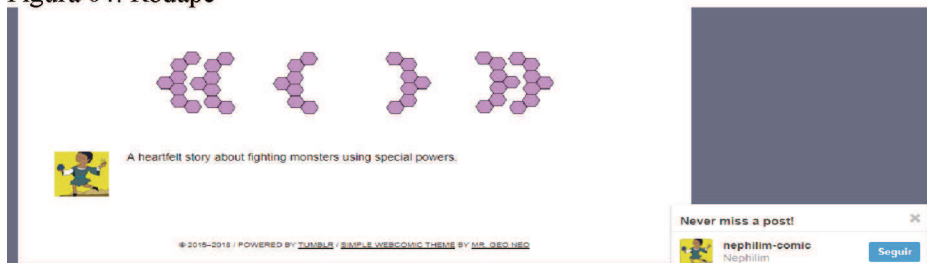 Figura 04: Rodapé
A heartfelt story about fighting monsters using special powers.
© 2015–2018 / POWERED BY TUMBLR / SIMPLE WEBCOMIC THEME BY MR. GEO NEO
Never miss a post!
nephilim-comic
Nephilim
Seguir